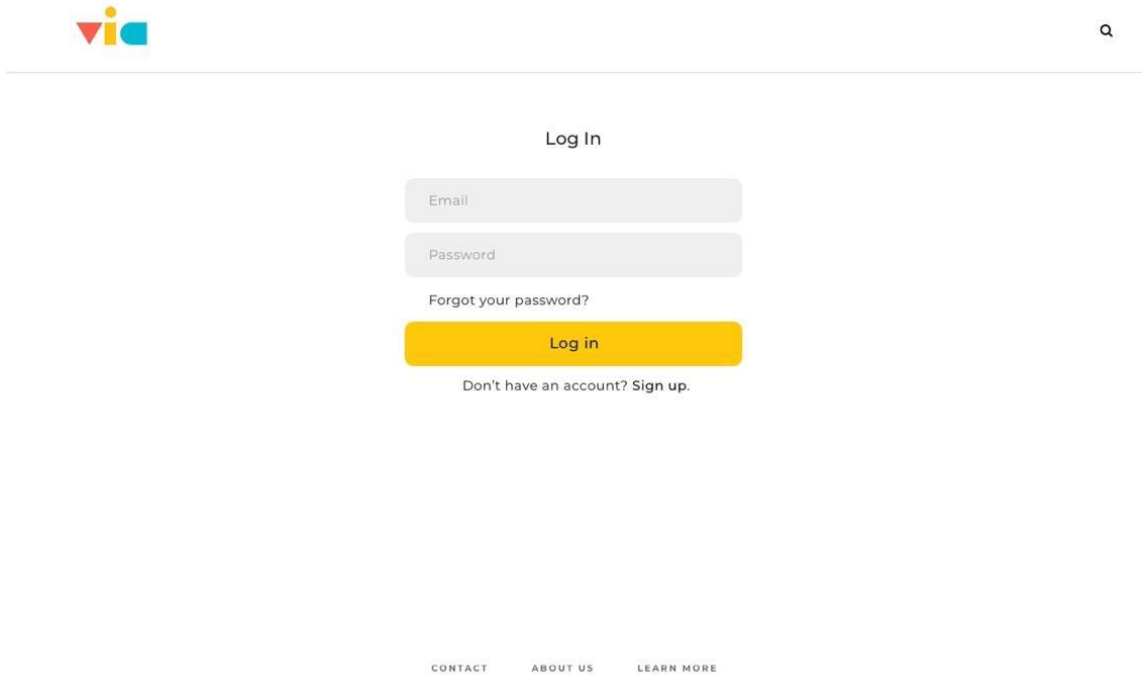 via
Log In
Email
Password
Forgot your password?
Log in
Don't have an account? Sign up.
CONTACT ABOUT US LEARN MORE